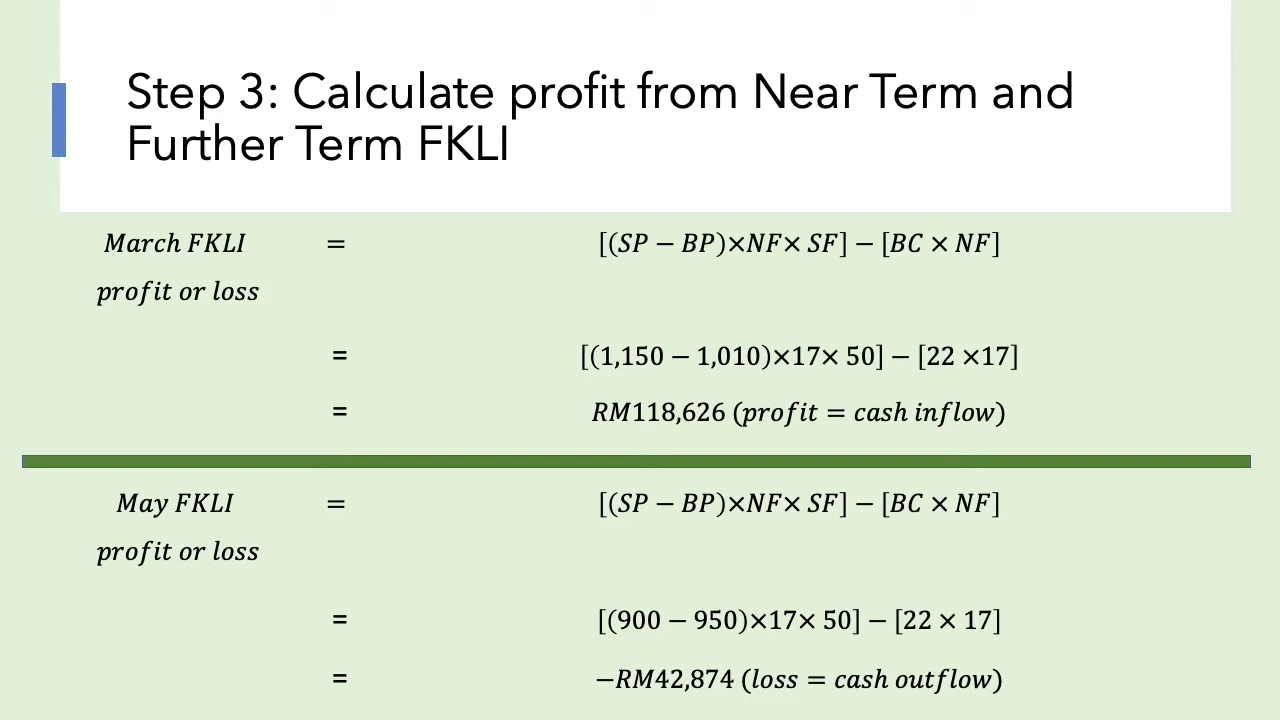 Step 3: Calculate profit from Near Term and
Further Term FKLI
March FKLI = [(SP − BP)×NF× SF] − [BC × NF]
profit or loss
= [(1,150 − 1,010)×17× 50] − [22 ×17]
= RM118,626 (profit = cash inflow)
May FKLI = [(SP − BP)×NF× SF] − [BC × NF]
profit or loss
= [(900 − 950)×17× 50] − [22 × 17]
= −RM42,874 (loss = cash outflow)